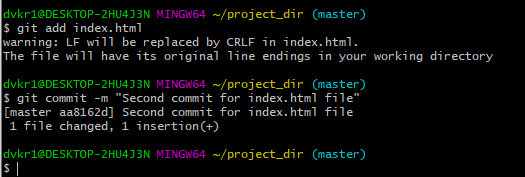 dvkr1@DESKTOP-2HU4J3N MINGW64 ~/project_dir (master)
$ git add index.html
warning: LF will be replaced by CRLF in index.html.
The file will have its original line endings in your working directory
dvkr1@DESKTOP-2HU4J3N MINGW64 ~/project_dir (master)
$ git commit -m "Second commit for index.html file"
[master aa8162d] Second commit for index.html file
 1 file changed, 1 insertion(+)
dvkr1@DESKTOP-2HU4J3N MINGW64 ~/project_dir (master)
$